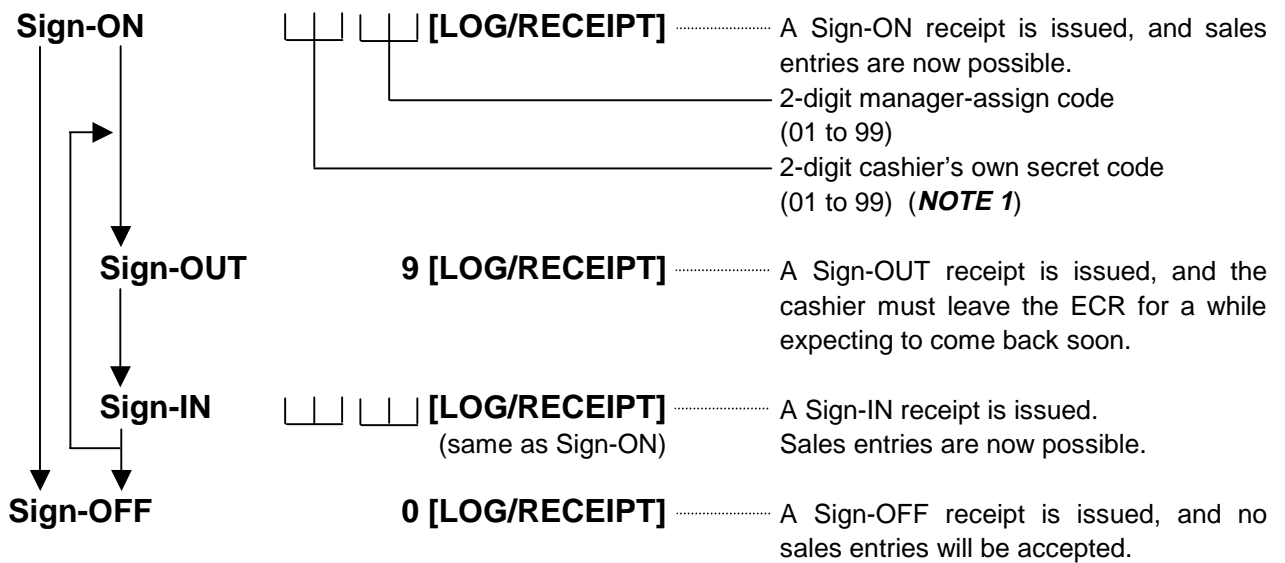 Sign-ON [LOG/RECEIPT] A Sign-ON receipt is issued, and sales
entries are now possible.
2-digit manager-assign code
(01 to 99)
2-digit cashier's own secret code
(01 to 99) (NOTE 1)
Sign-OUT 9 [LOG/RECEIPT] A Sign-OUT receipt is issued, and the
cashier must leave the ECR for a while
expecting to come back soon.
Sign-IN [LOG/RECEIPT] A Sign-IN receipt is issued.
(same as Sign-ON) Sales entries are now possible.
Sign-OFF 0 [LOG/RECEIPT] A Sign-OFF receipt is issued, and no
sales entries will be accepted.